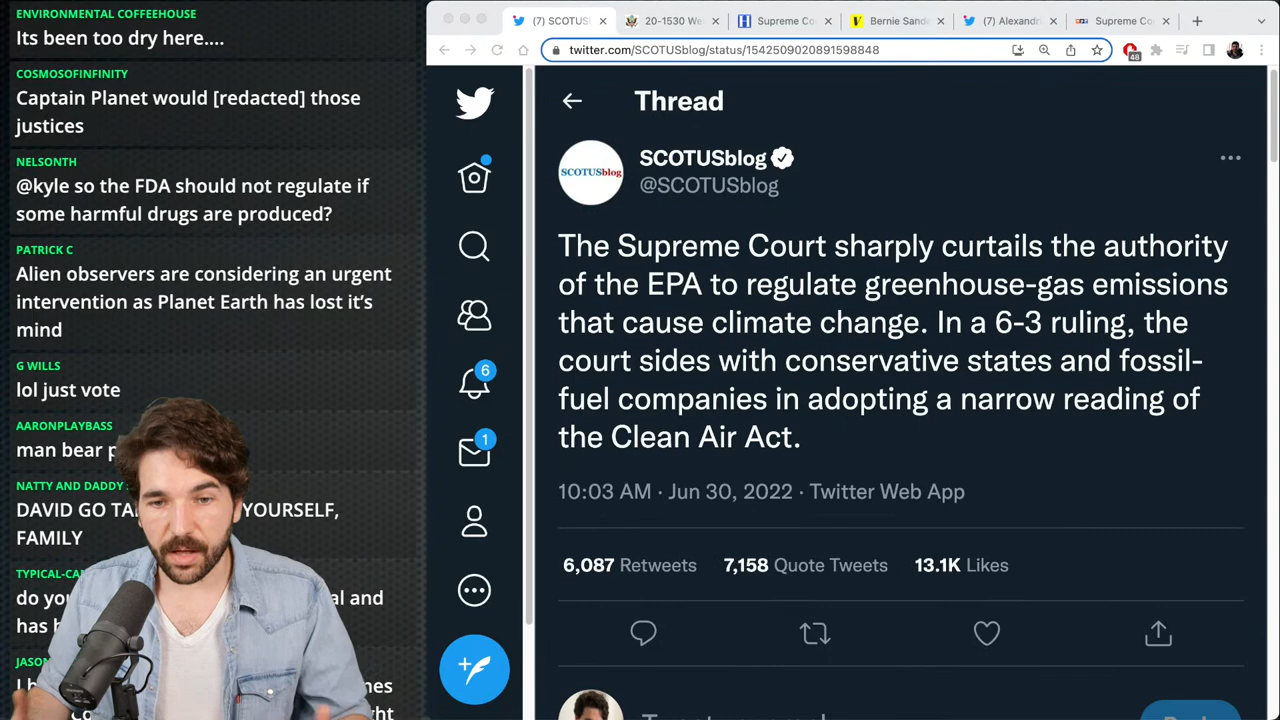 ENVIRONMENTAL COFFEEHOUSE
Its been too dry here....
COSMOSOFINFINITY
Captain Planet would [redacted] those
justices
NELSONTH
@kyle so the FDA should not regulate if
some harmful drugs are produced?
PATRICK C
Alien observers are considering an urgent
intervention as Planet Earth has lost it's
mind
G WILLS
lol just vote
AARONPLAYBASS
man bear
NATTY AND DADDY
DAVID GO YOURSELF,
FAMILY
do and
has
(7) SCOTUS
20-1530 We
Supreme Co
Bernie Sand
(7) Alexandr
Supreme C
twitter.com/SCOTUSblog/status/1542509020891598848
48
Thread
SCOTUSblog
@SCOTUSblog
SCOTUSblog
The Supreme Court sharply curtails the authority
of the EPA to regulate greenhouse-gas emissions
that cause climate change. In a 6-3 ruling, the
court sides with conservative states and fossil-
fuel companies in adopting a narrow reading of
the Clean Air Act.
10:03 AM · Jun 30, 2022 · Twitter Web App
6,087 Retweets 7,158 Quote Tweets 13.1K Likes
6
1